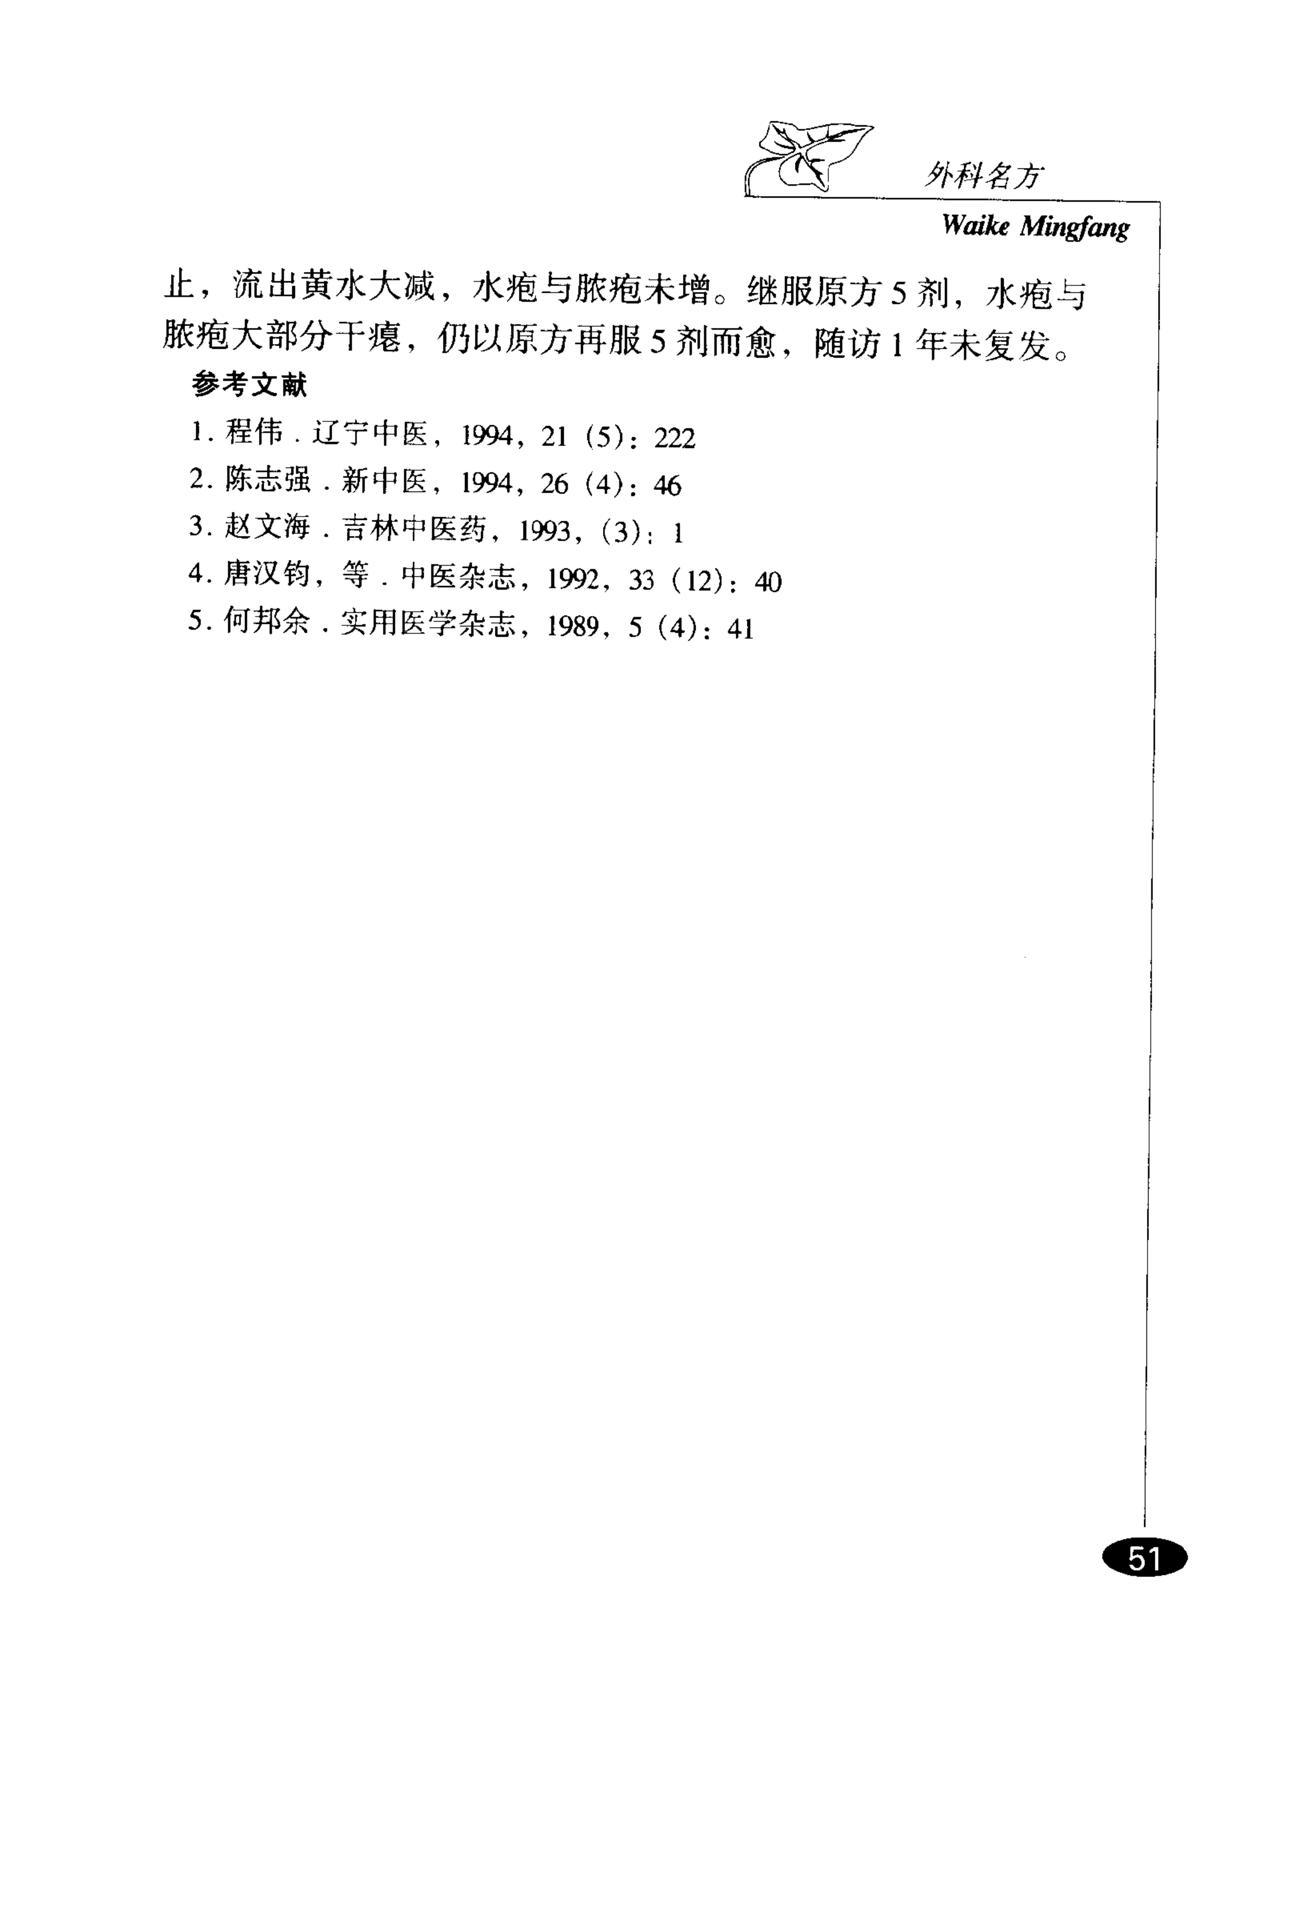 外科名方
Waike Mingfang
止，流出黄水大减，水疱与脓疱未增。继服原方 5 剂，水疱与
脓疱大部分干瘪，仍以原方再服 5 剂而愈，随访 1 年未复发。
参考文献
1. 程伟．辽宁中医，1994，21（5）：222
2. 陈志强．新中医，1994，26（4）：46
3. 赵文海．吉林中医药，1993，（3）：1
4. 唐汉钧，等．中医杂志，1992，33（12）：40
5. 何邦余．实用医学杂志，1989，5（4）：41
51